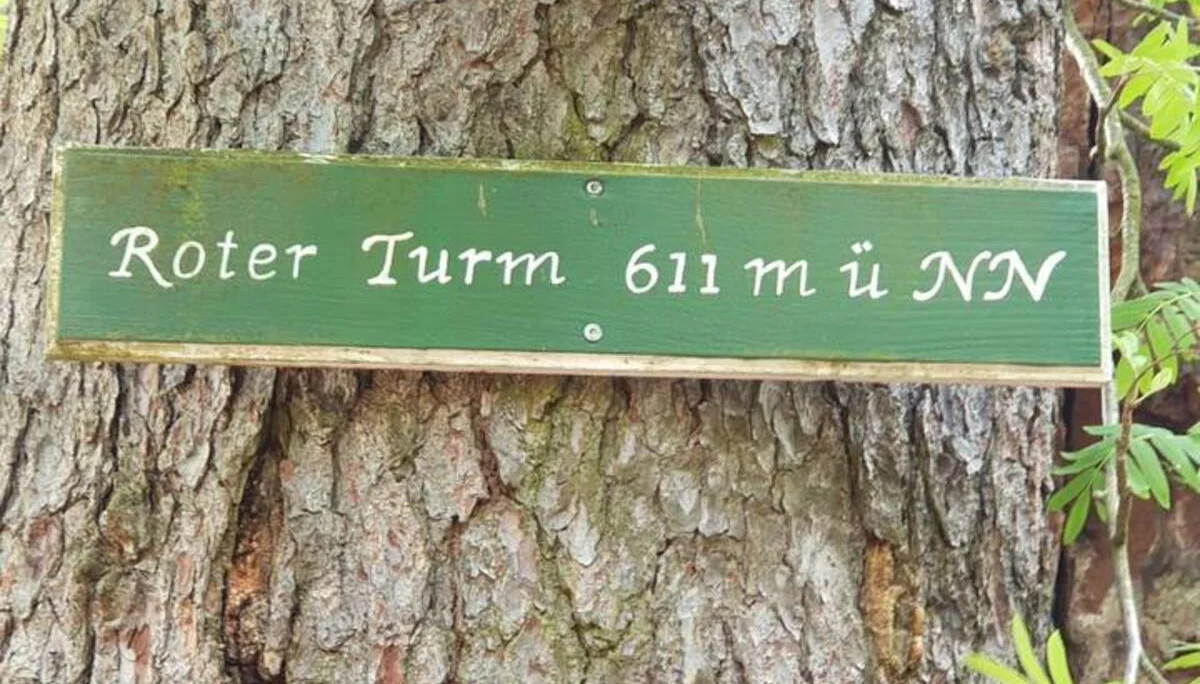 Roter Turm 611 m ü NN